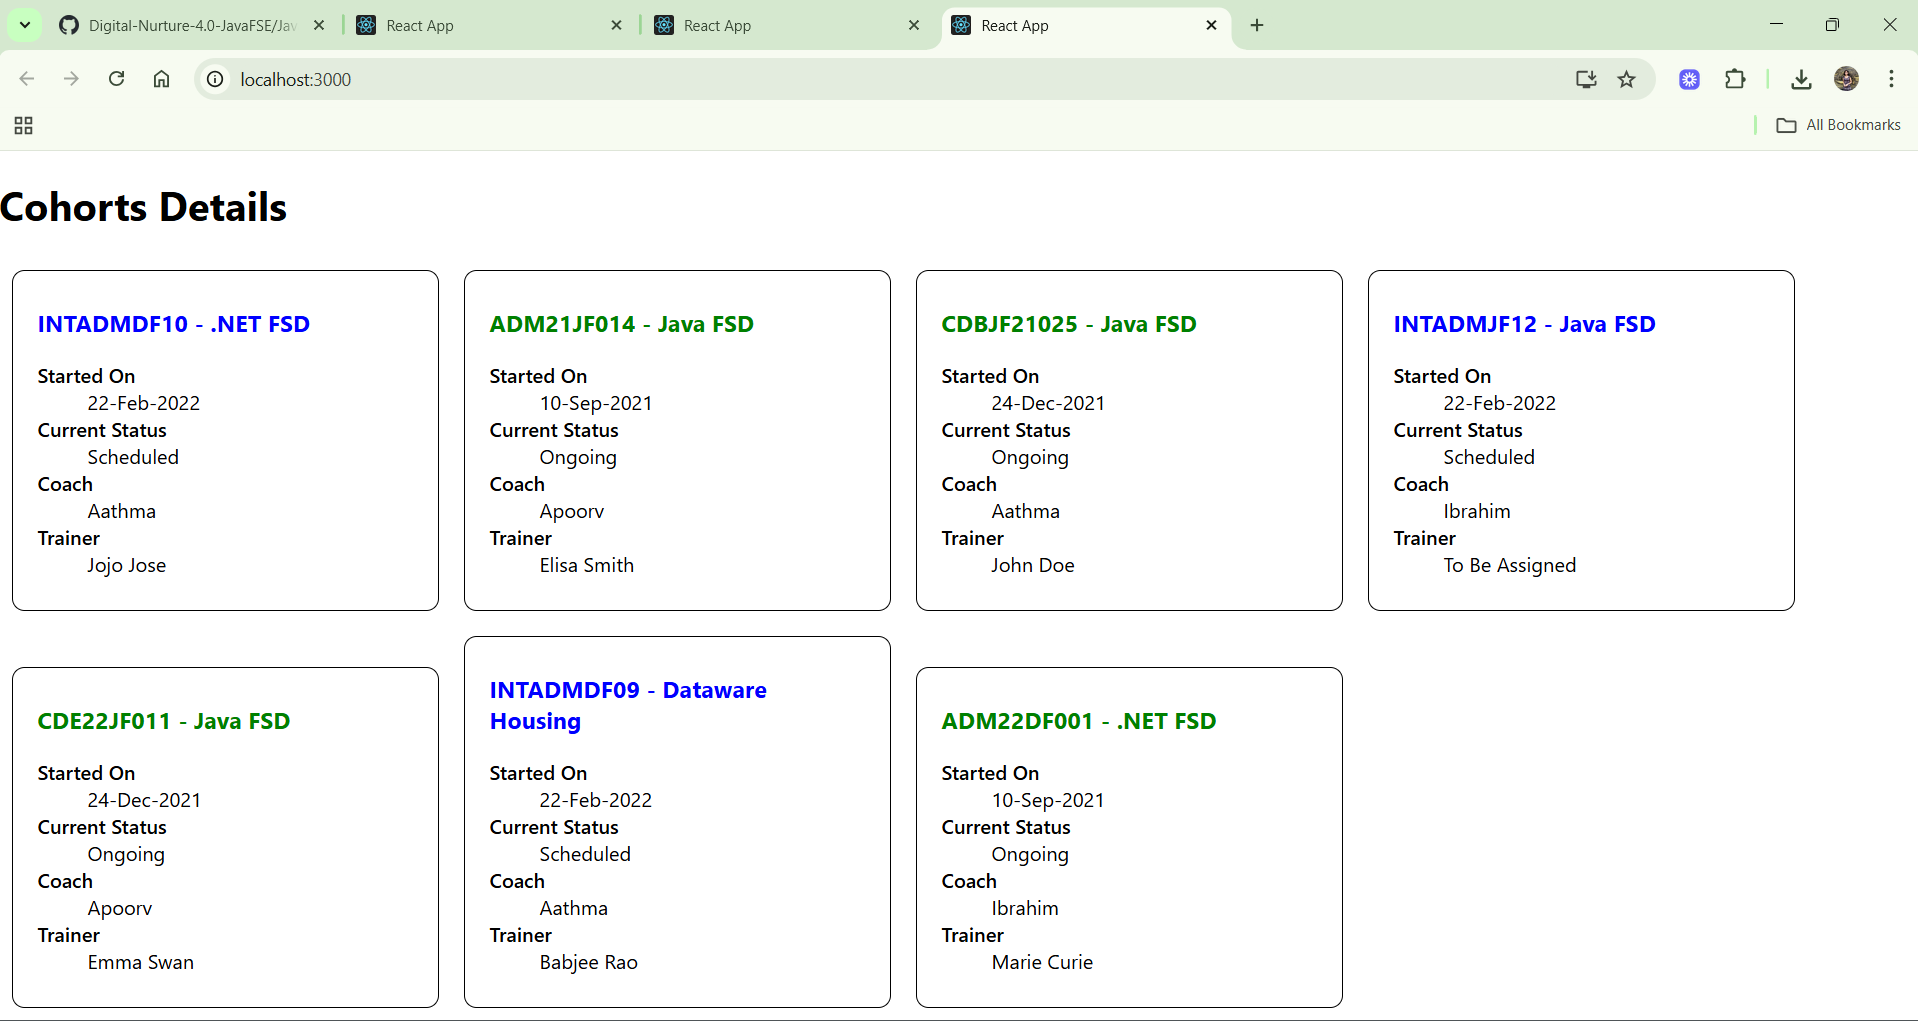 Digital-Nurture-4.0-JavaFSE/Jav
React App
React App
React App
localhost:3000
All Bookmarks
Cohorts Details
INTADMDF10 - .NET FSD
Started On
22-Feb-2022
Current Status
Scheduled
Coach
Aathma
Trainer
Jojo Jose
ADM21JF014 - Java FSD
Started On
10-Sep-2021
Current Status
Ongoing
Coach
Apoorv
Trainer
Elisa Smith
CDBJF21025 - Java FSD
Started On
24-Dec-2021
Current Status
Ongoing
Coach
Aathma
Trainer
John Doe
INTADMJF12 - Java FSD
Started On
22-Feb-2022
Current Status
Scheduled
Coach
Ibrahim
Trainer
To Be Assigned
CDE22JF011 - Java FSD
Started On
24-Dec-2021
Current Status
Ongoing
Coach
Apoorv
Trainer
Emma Swan
INTADMDF09 - Dataware
Housing
Started On
22-Feb-2022
Current Status
Scheduled
Coach
Aathma
Trainer
Babjee Rao
ADM22DF001 - .NET FSD
Started On
10-Sep-2021
Current Status
Ongoing
Coach
Ibrahim
Trainer
Marie Curie